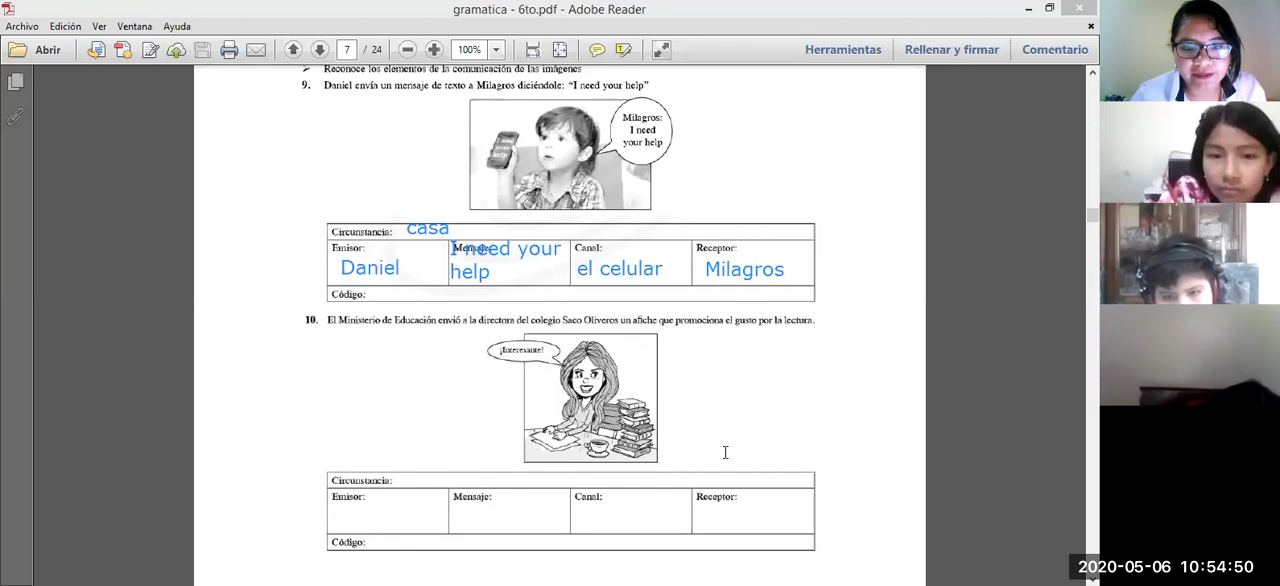 gramatica - 6to.pdf - Adobe Reader
Archivo Edición Ver Ventana Ayuda
Abrir 7 / 24 100% Herramientas Rellenar y firmar Comentario
Reconoce los elementos de la comunicación de las imágenes
9. Daniel envía un mensaje de texto a Milagros diciéndole: “I need your help”
I need
your
help
Milagros:
I need
your help
Circunstancia: casa
Emisor: Mensaje: Canal: Receptor:
Daniel I need your help el celular Milagros
Código:
10. El Ministerio de Educación envió a la directora del colegio Saco Oliveros un afiche que promociona el gusto por la lectura.
¡Interesante!
Circunstancia:
Emisor: Mensaje: Canal: Receptor:
Código:
2020-05-06 10:54:50